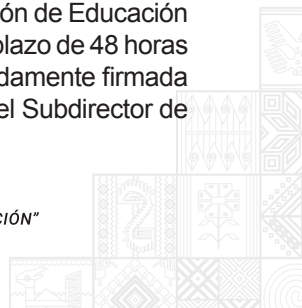 ón de Educación
plazo de 48 horas
damente firmada
el Subdirector de
CIÓN"